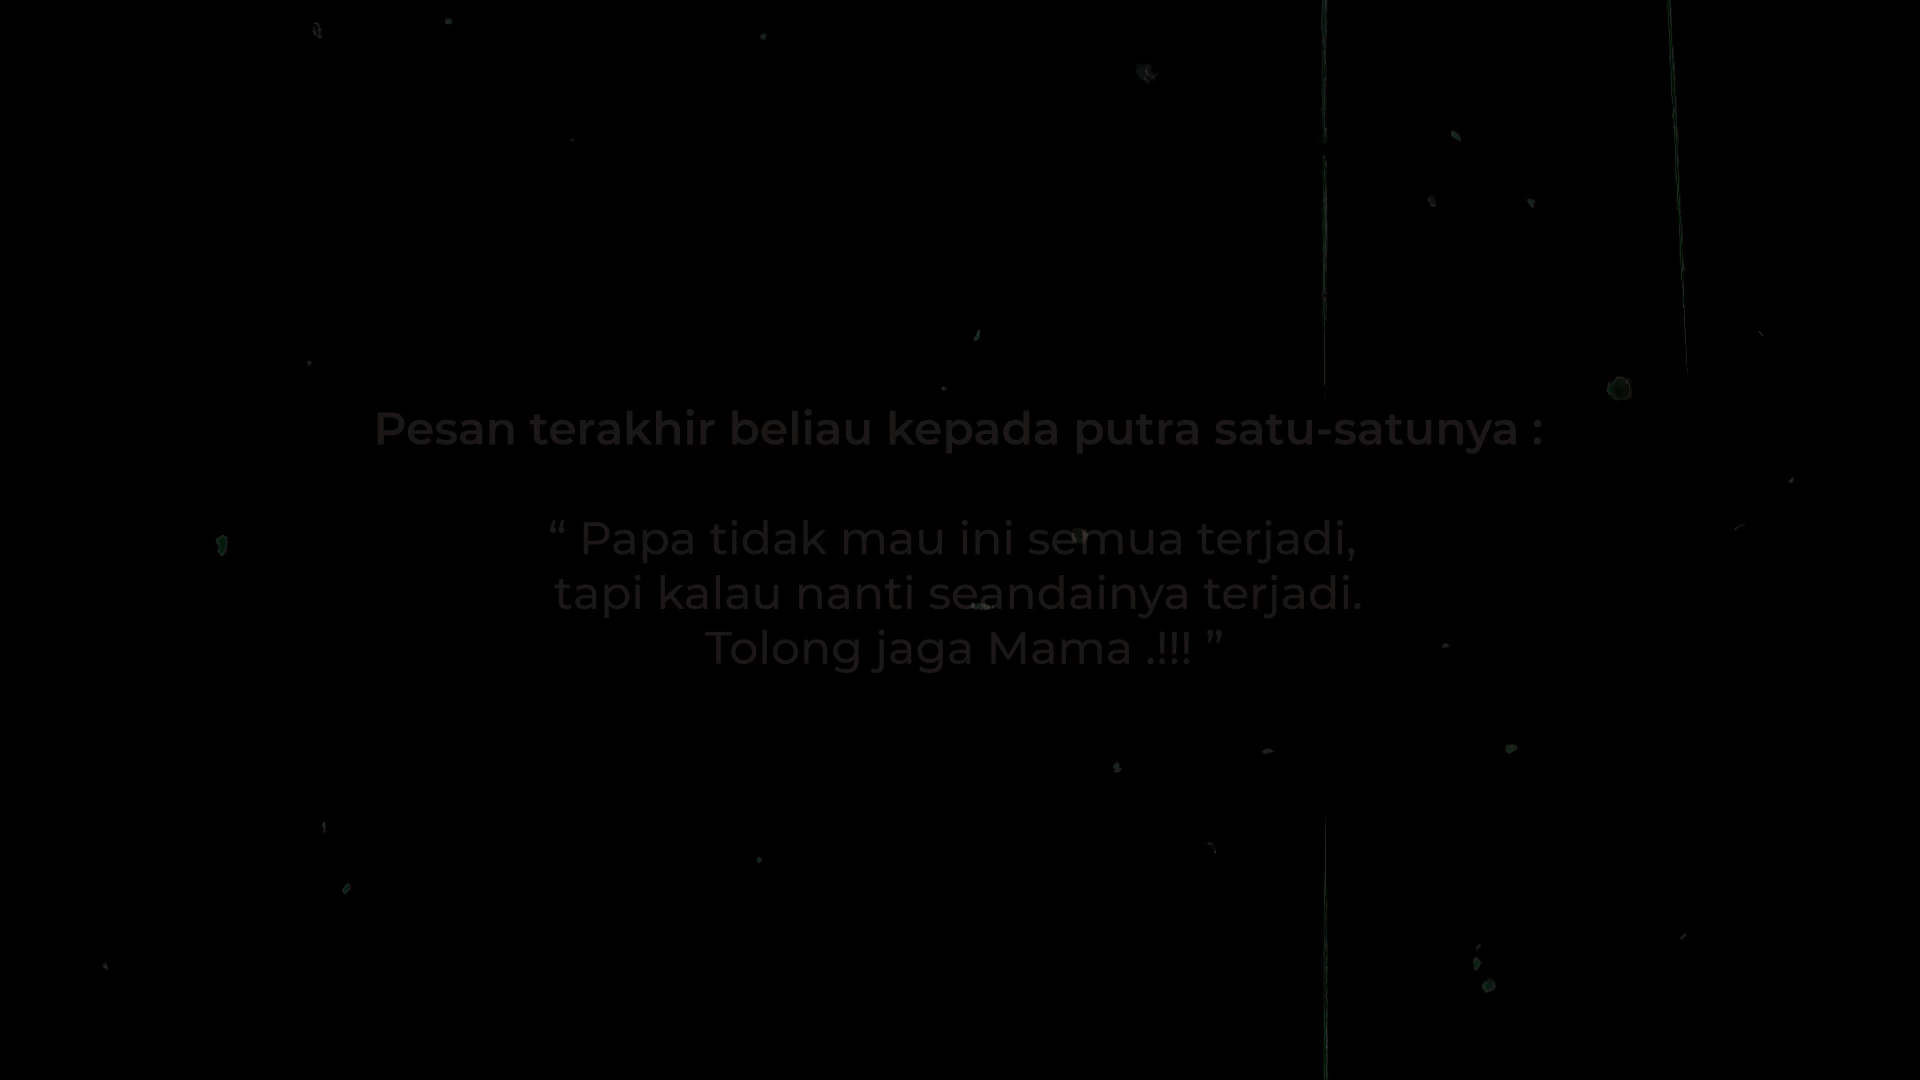 Pesan terakhir beliau kepada putra satu-satunya :
“ Papa tidak mau ini semua terjadi,
tapi kalau nanti seandainya terjadi.
Tolong jaga Mama .!!! ”